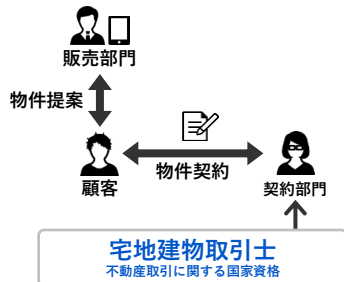 販売部門
物件提案
顧客
物件契約
契約部門
宅地建物取引士
不動産取引に関する国家資格